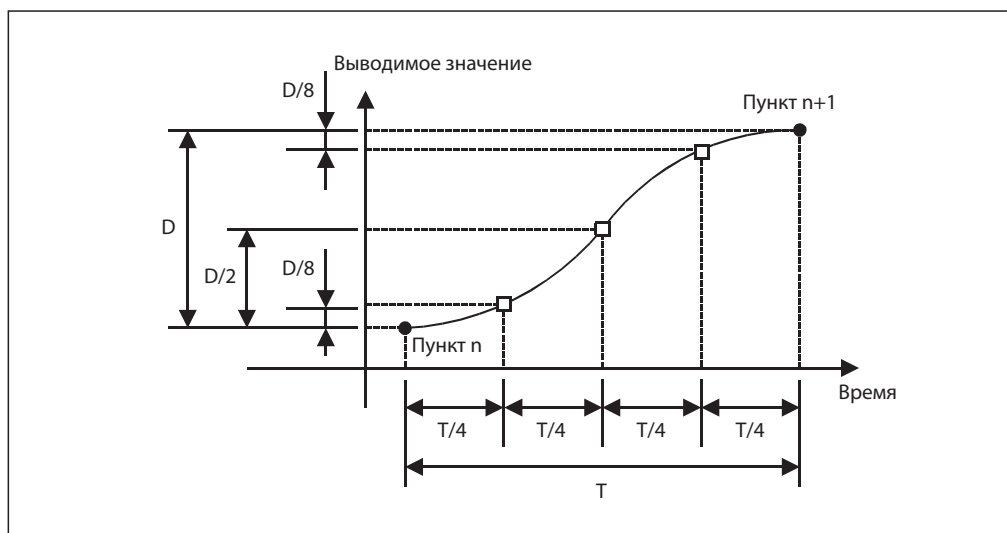 Выводимое значение
D/8
Пункт n+1
D
D/2
D/8
Пункт n
Время
T/4
T/4
T/4
T/4
T